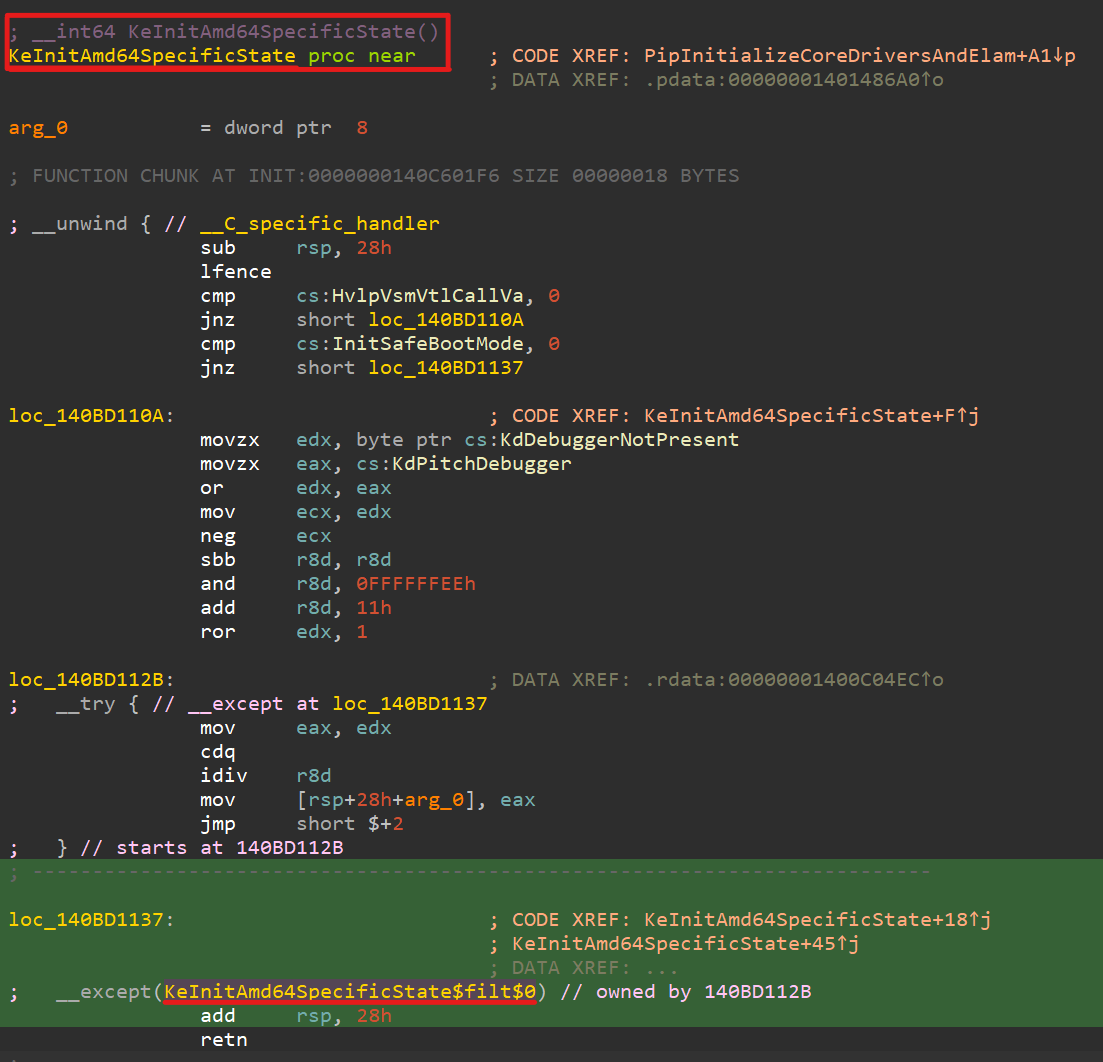 ; __int64 KeInitAmd64SpecificState()
KeInitAmd64SpecificState proc near ; CODE XREF: PipInitializeCoreDriversAndElam+A1↓p
; DATA XREF: .pdata:00000001401486A0↑o
arg_0 = dword ptr 8
; FUNCTION CHUNK AT INIT:0000000140C601F6 SIZE 00000018 BYTES
; __unwind { // __C_specific_handler
sub rsp, 28h
lfence
cmp cs:HvlpVsmVtlCallVa, 0
jnz short loc_140BD110A
cmp cs:InitSafeBootMode, 0
jnz short loc_140BD1137
loc_140BD110A: ; CODE XREF: KeInitAmd64SpecificState+F↑j
movzx edx, byte ptr cs:KdDebuggerNotPresent
movzx eax, cs:KdPitchDebugger
or edx, eax
mov ecx, edx
neg ecx
sbb r8d, r8d
and r8d, 0FFFFFFEEh
add r8d, 11h
ror edx, 1
loc_140BD112B: ; DATA XREF: .rdata:00000001400C04EC↑o
; __try { // __except at loc_140BD1137
mov eax, edx
cdq
idiv r8d
mov [rsp+28h+arg_0], eax
jmp short $+2
; } // starts at 140BD112B
; ---------------------------------------------------------------------------
loc_140BD1137: ; CODE XREF: KeInitAmd64SpecificState+18↑j
; KeInitAmd64SpecificState+45↑j
; DATA XREF: ...
; __except(KeInitAmd64SpecificState$filt$0) // owned by 140BD112B
add rsp, 28h
retn